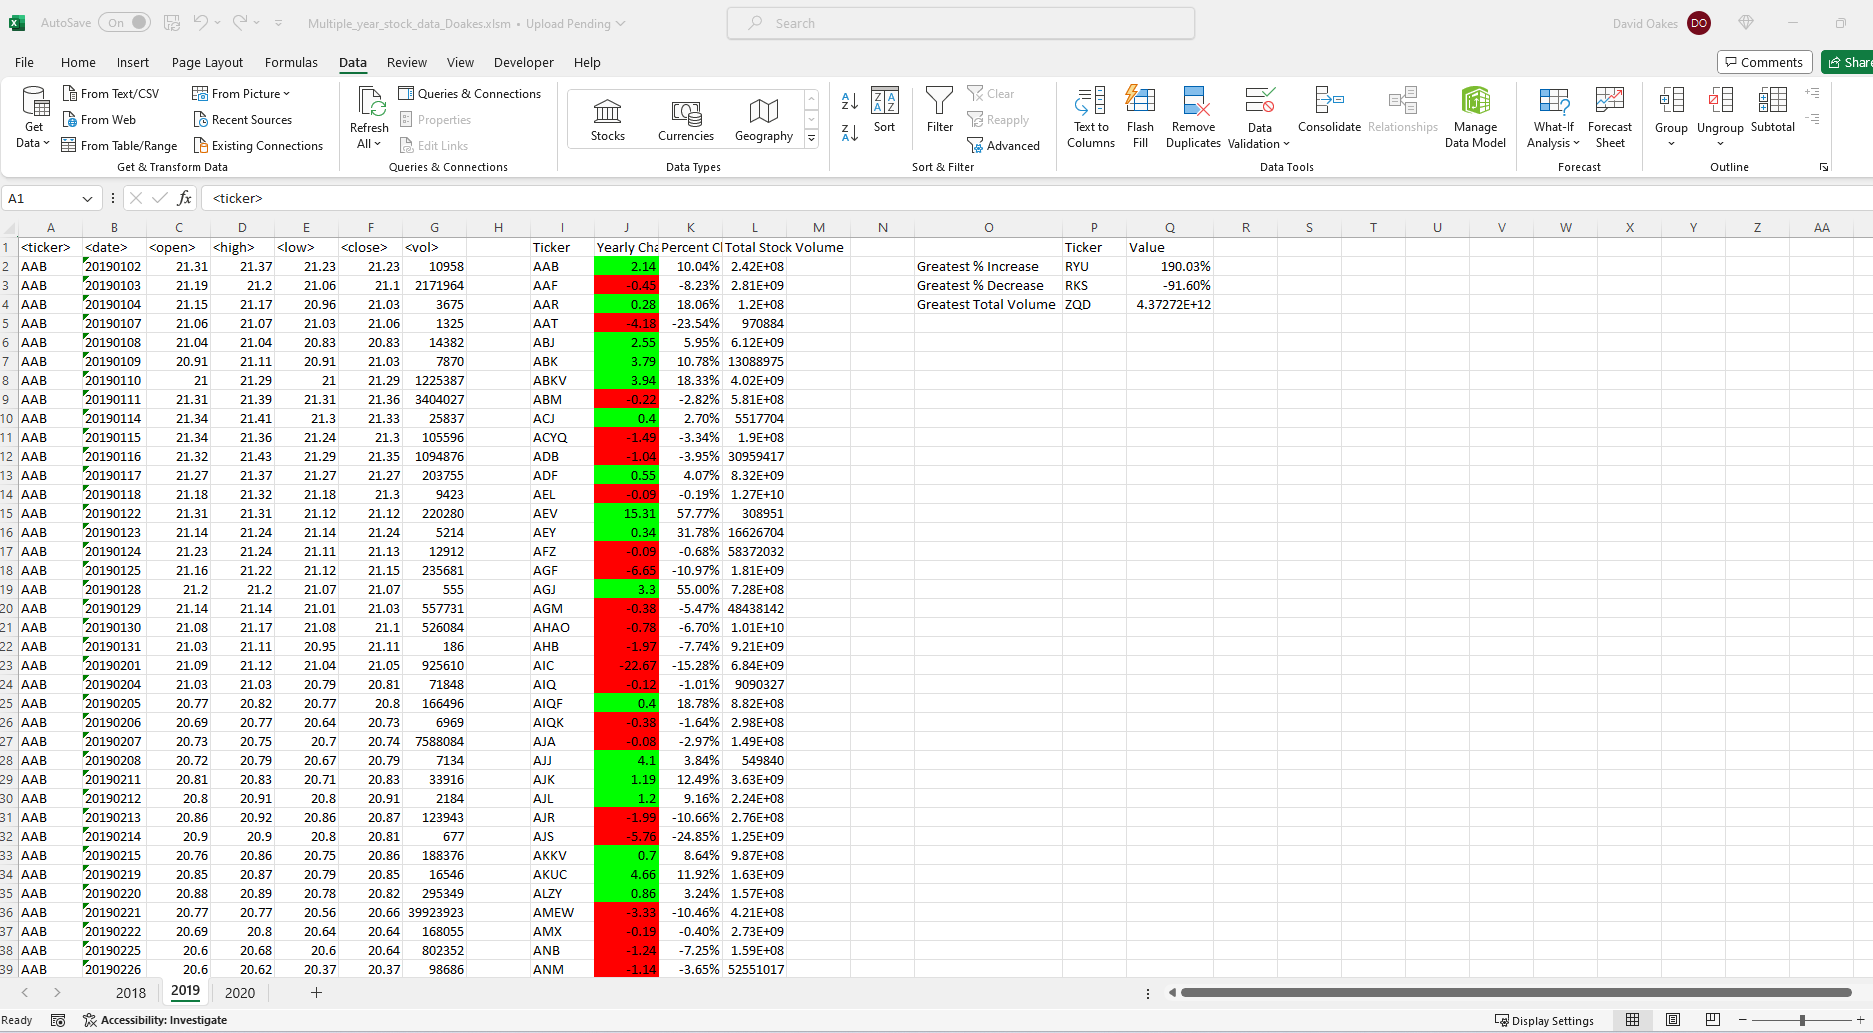 AutoSave On Multiple_year_stock_data_Doakes.xlsm • Upload Pending Search David Oakes DO
File Home Insert Page Layout Formulas Data Review View Developer Help Comments Share
Get Data
From Text/CSV
From Web
From Table/Range
From Picture
Recent Sources
Existing Connections
Get & Transform Data
Refresh All
Queries & Connections
Properties
Edit Links
Queries & Connections
Stocks Currencies Geography
Data Types
Sort
Filter
Clear
Reapply
Advanced
Sort & Filter
Text to Columns
Flash Fill
Remove Duplicates
Data Validation
Consolidate
Relationships
Manage Data Model
Data Tools
What-If Analysis
Forecast Sheet
Forecast
Group
Ungroup
Subtotal
Outline
A1 fx <ticker>
A B C D E F G H I J K L M N O P Q R S T U V W X Y Z AA
1 <ticker> <date> <open> <high> <low> <close> <vol> Ticker Yearly Cha Percent Cl Total Stock Volume Ticker Value
2 AAB 20190102 21.31 21.37 21.23 21.23 10958 AAB 2.14 10.04% 2.42E+08 Greatest % Increase RYU 190.03%
3 AAB 20190103 21.19 21.2 21.06 21.1 2171964 AAF -0.45 -8.23% 2.81E+09 Greatest % Decrease RKS -91.60%
4 AAB 20190104 21.15 21.17 20.96 21.03 3675 AAR 0.28 18.06% 1.2E+08 Greatest Total Volume ZQD 4.37272E+12
5 AAB 20190107 21.06 21.07 21.03 21.06 1325 AAT -4.18 -23.54% 970884
6 AAB 20190108 21.04 21.04 20.83 20.83 14382 ABJ 2.55 5.95% 6.12E+09
7 AAB 20190109 20.91 21.11 20.91 21.03 7870 ABK 3.79 10.78% 13088975
8 AAB 20190110 21 21.29 21 21.29 1225387 ABKV 3.94 18.33% 4.02E+09
9 AAB 20190111 21.31 21.39 21.31 21.36 3404027 ABM -0.22 -2.82% 5.81E+08
10 AAB 20190114 21.34 21.41 21.3 21.33 25837 ACJ 0.4 2.70% 5517704
11 AAB 20190115 21.34 21.36 21.24 21.3 105596 ACYQ -1.49 -3.34% 1.9E+08
12 AAB 20190116 21.32 21.43 21.29 21.35 1094876 ADB -1.04 -3.95% 30959417
13 AAB 20190117 21.27 21.37 21.27 21.27 203755 ADF 0.55 4.07% 8.32E+09
14 AAB 20190118 21.18 21.32 21.18 21.3 9423 AEL -0.09 -0.19% 1.27E+10
15 AAB 20190122 21.31 21.31 21.12 21.12 220280 AEV 15.31 57.77% 308951
16 AAB 20190123 21.14 21.24 21.14 21.24 5214 AEY 0.34 31.78% 16626704
17 AAB 20190124 21.23 21.24 21.11 21.13 12912 AFZ -0.09 -0.68% 58372032
18 AAB 20190125 21.16 21.22 21.12 21.15 235681 AGF -6.65 -10.97% 1.81E+09
19 AAB 20190128 21.2 21.2 21.07 21.07 555 AGJ 3.3 55.00% 7.28E+08
20 AAB 20190129 21.14 21.14 21.01 21.03 557731 AGM -0.38 -5.47% 48438142
21 AAB 20190130 21.08 21.17 21.08 21.1 526084 AHAO -0.78 -6.70% 1.01E+10
22 AAB 20190131 21.03 21.11 20.95 21.11 186 AHB -1.97 -7.74% 9.21E+09
23 AAB 20190201 21.09 21.12 21.04 21.05 925610 AIC -22.67 -15.28% 6.84E+09
24 AAB 20190204 21.03 21.03 20.79 20.81 71848 AIQ -0.12 -1.01% 9090327
25 AAB 20190205 20.77 20.82 20.77 20.8 166496 AIQF 0.4 18.78% 8.82E+08
26 AAB 20190206 20.69 20.77 20.64 20.73 6969 AIQK -0.38 -1.64% 2.98E+08
27 AAB 20190207 20.73 20.75 20.7 20.74 7588084 AJA -0.08 -2.97% 1.49E+08
28 AAB 20190208 20.72 20.79 20.67 20.79 7134 AJJ 4.1 3.84% 549840
29 AAB 20190211 20.81 20.83 20.71 20.83 33916 AJK 1.19 12.49% 3.63E+09
30 AAB 20190212 20.8 20.91 20.8 20.91 2184 AJL 1.2 9.16% 2.24E+08
31 AAB 20190213 20.86 20.92 20.86 20.87 123943 AJR -1.99 -10.66% 2.76E+08
32 AAB 20190214 20.9 20.9 20.8 20.81 677 AJS -5.76 -24.85% 1.25E+09
33 AAB 20190215 20.76 20.86 20.75 20.86 188376 AKKV 0.7 8.64% 9.87E+08
34 AAB 20190219 20.85 20.87 20.79 20.85 16546 AKUC 4.66 11.92% 1.63E+09
35 AAB 20190220 20.88 20.89 20.78 20.82 295349 ALZY 0.86 3.24% 1.57E+08
36 AAB 20190221 20.77 20.77 20.56 20.66 39923923 AMEW -3.33 -10.46% 4.21E+08
37 AAB 20190222 20.69 20.8 20.64 20.64 168055 AMX -0.19 -0.40% 2.73E+09
38 AAB 20190225 20.6 20.68 20.6 20.64 802352 ANB -1.24 -7.25% 1.59E+08
39 AAB 20190226 20.6 20.62 20.37 20.37 98686 ANM -1.14 -3.65% 52551017
2018 2019 2020
Ready Accessibility: Investigate Display Settings